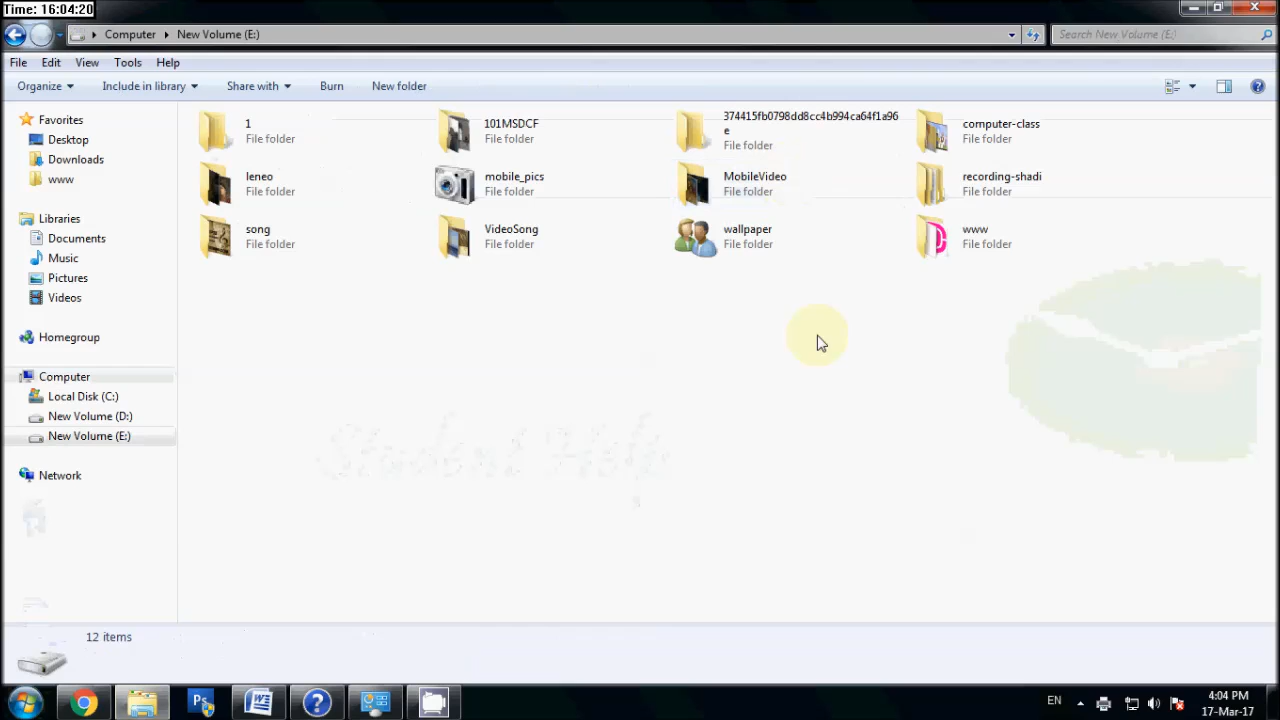 Time: 16:04:20
Computer
New Volume (E:)
Search New Volume (E:)
File
Edit
View
Tools
Help
Organize
Include in library
Share with
Burn
New folder
Favorites
Desktop
Downloads
www
Libraries
Documents
Music
Pictures
Videos
Homegroup
Computer
Local Disk (C:)
New Volume (D:)
New Volume (E:)
Network
1
File folder
101MSDCF
File folder
374415fb0798dd8cc4b994ca64f1a96
e
File folder
computer-class
File folder
leneo
File folder
mobile_pics
File folder
MobileVideo
File folder
recording-shadi
File folder
song
File folder
VideoSong
File folder
wallpaper
File folder
www
File folder
Student Help
12 items
Ps
W
?
EN
4:04 PM
17-Mar-17